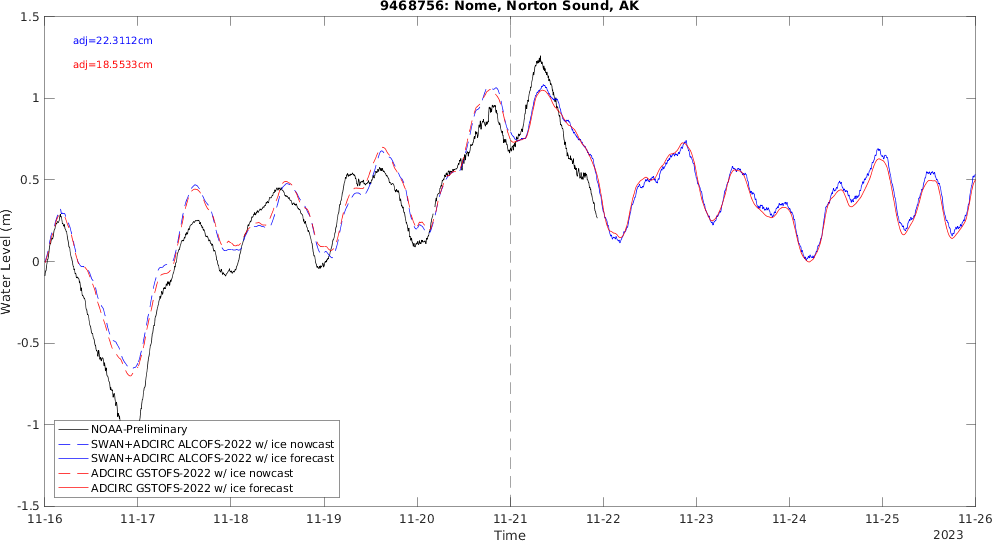 9468756: Nome, Norton Sound, AK
adj=22.3112cm
adj=18.5533cm
Water Level (m)
1.5
1
0.5
0
-0.5
-1
-1.5
NOAA-Preliminary
SWAN+ADCIRC ALCOFS-2022 w/ ice nowcast
SWAN+ADCIRC ALCOFS-2022 w/ ice forecast
ADCIRC GSTOFS-2022 w/ ice nowcast
ADCIRC GSTOFS-2022 w/ ice forecast
11-16 11-17 11-18 11-19 11-20 11-21 11-22 11-23 11-24 11-25 11-26
Time
2023